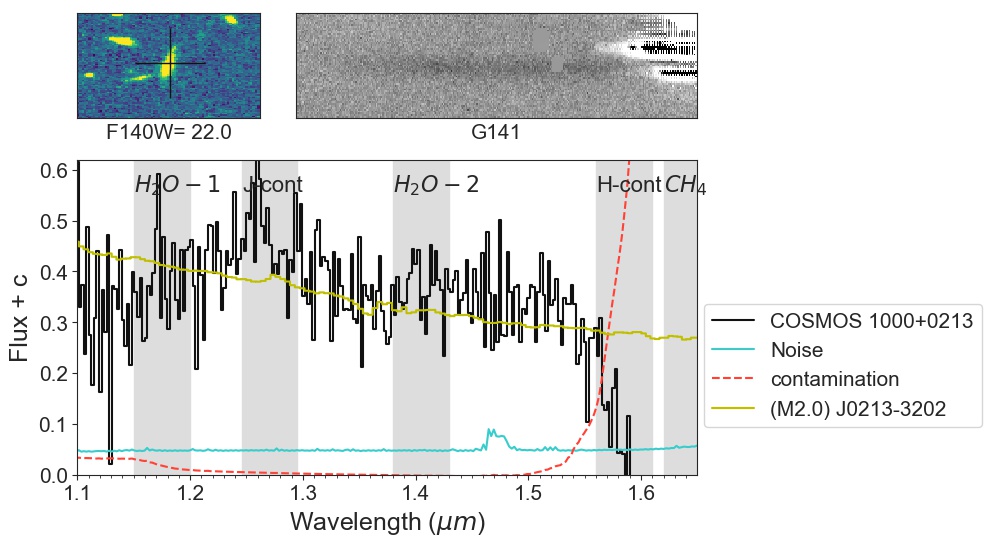 F140W= 22.0
G141
H₂O − 1
J-cont
H₂O − 2
H-cont
CH₄
Flux + c
0.6
0.5
0.4
0.3
0.2
0.1
0.0
1.1
1.2
1.3
1.4
1.5
1.6
Wavelength (μm)
COSMOS 1000+0213
Noise
contamination
(M2.0) J0213-3202